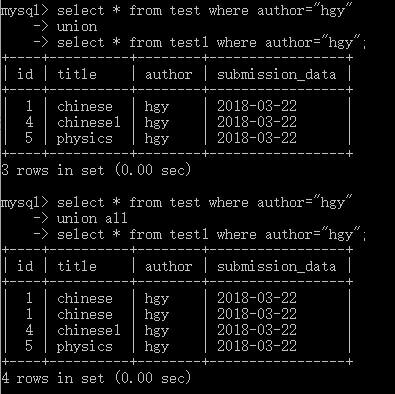 mysql> select * from test where author="hgy"
    -> union
    -> select * from test1 where author="hgy";
+----+----------+--------+-----------------+
| id | title    | author | submission_data |
+----+----------+--------+-----------------+
|  1 | chinese  | hgy    | 2018-03-22      |
|  4 | chinese1 | hgy    | 2018-03-22      |
|  5 | physics  | hgy    | 2018-03-22      |
+----+----------+--------+-----------------+
3 rows in set (0.00 sec)

mysql> select * from test where author="hgy"
    -> union all
    -> select * from test1 where author="hgy";
+----+----------+--------+-----------------+
| id | title    | author | submission_data |
+----+----------+--------+-----------------+
|  1 | chinese  | hgy    | 2018-03-22      |
|  1 | chinese  | hgy    | 2018-03-22      |
|  4 | chinese1 | hgy    | 2018-03-22      |
|  5 | physics  | hgy    | 2018-03-22      |
+----+----------+--------+-----------------+
4 rows in set (0.00 sec)